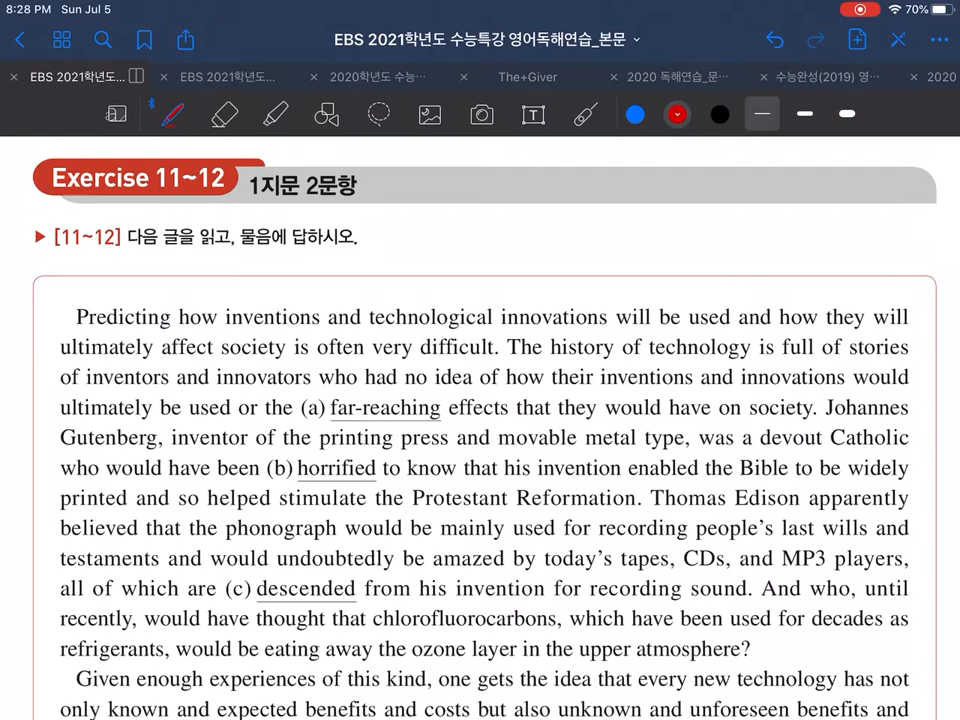 8:28 PM Sun Jul 5
70%
EBS 2021학년도 수능특강 영어독해연습_본문
EBS 2021학년도...
EBS 2021학년도...
2020학년도 수능...
The+Giver
2020 독해연습_문...
수능완성(2019) 영...
2020
Exercise 11~12
1지문 2문항
[11~12] 다음 글을 읽고, 물음에 답하시오.
Predicting how inventions and technological innovations will be used and how they will
ultimately affect society is often very difficult. The history of technology is full of stories
of inventors and innovators who had no idea of how their inventions and innovations would
ultimately be used or the (a) far-reaching effects that they would have on society. Johannes
Gutenberg, inventor of the printing press and movable metal type, was a devout Catholic
who would have been (b) horrified to know that his invention enabled the Bible to be widely
printed and so helped stimulate the Protestant Reformation. Thomas Edison apparently
believed that the phonograph would be mainly used for recording people's last wills and
testaments and would undoubtedly be amazed by today's tapes, CDs, and MP3 players,
all of which are (c) descended from his invention for recording sound. And who, until
recently, would have thought that chlorofluorocarbons, which have been used for decades as
refrigerants, would be eating away the ozone layer in the upper atmosphere?
Given enough experiences of this kind, one gets the idea that every new technology has not
only known and expected benefits and costs but also unknown and unforeseen benefits and